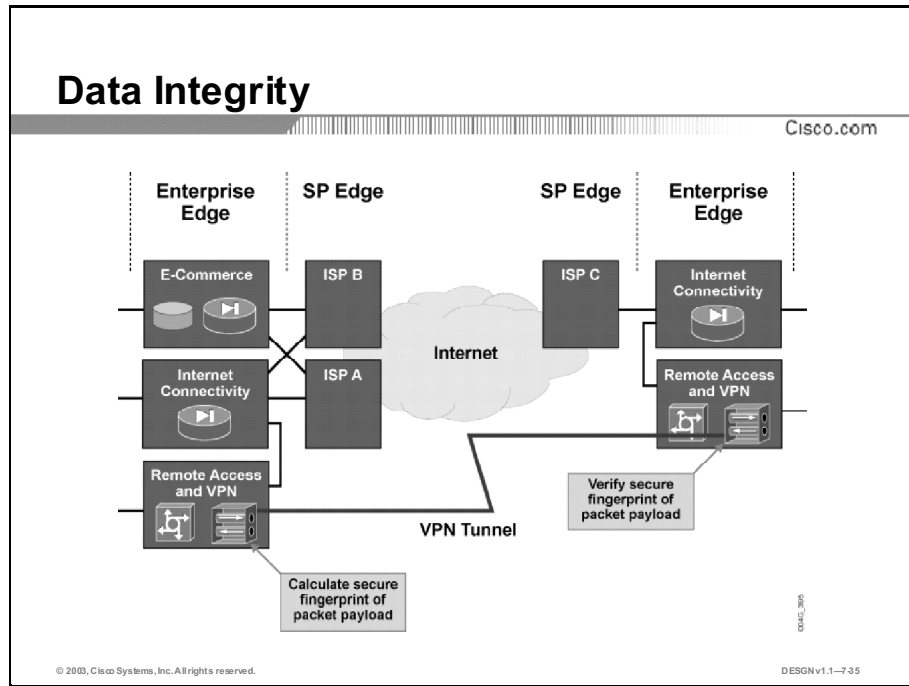 Data Integrity
Cisco.com
Enterprise
Edge
SP Edge
SP Edge
Enterprise
Edge
E-Commerce
ISP B
ISP C
Internet
Connectivity
Internet
Internet
Connectivity
ISP A
Remote Access
and VPN
Remote Access
and VPN
VPN Tunnel
Verify secure
fingerprint of
packet payload
Calculate secure
fingerprint of
packet payload
© 2003, Cisco Systems, Inc. All rights reserved.
DESGN v1.1—7-35